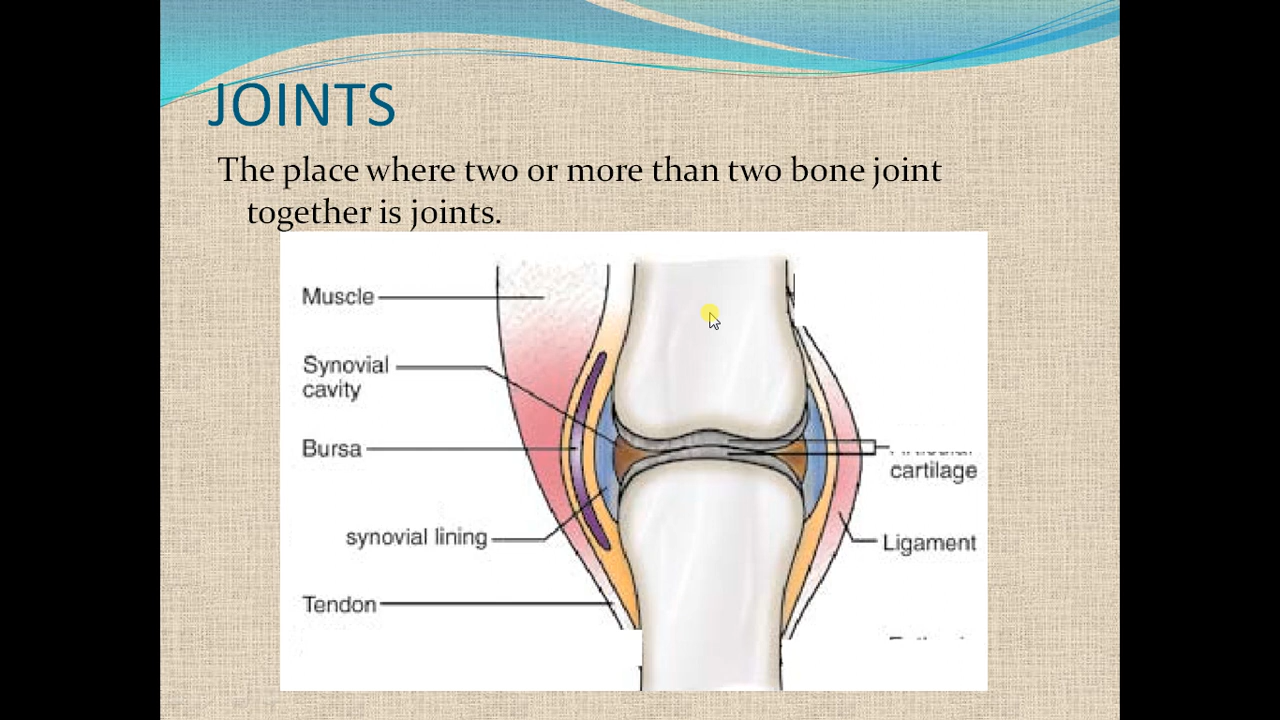 JOINTS
The place where two or more than two bone joint
together is joints.
Muscle
Synovial
cavity
Bursa
synovial lining
Tendon
cartilage
Ligament